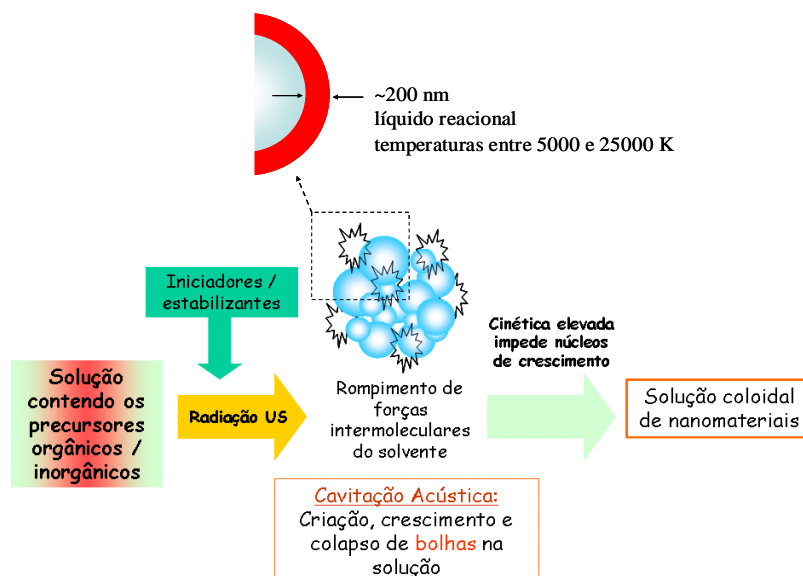 ~200 nm
líquido reacional
temperaturas entre 5000 e 25000 K
Iniciadores /
estabilizantes
Solução
contendo os
precursores
orgânicos /
inorgânicos
Radiação US
Rompimento de
forças
intermoleculares
do solvente
Cinética elevada
impede núcleos
de crescimento
Solução coloidal
de nanomateriais
Cavitação Acústica:
Criação, crescimento e
colapso de bolhas na
solução